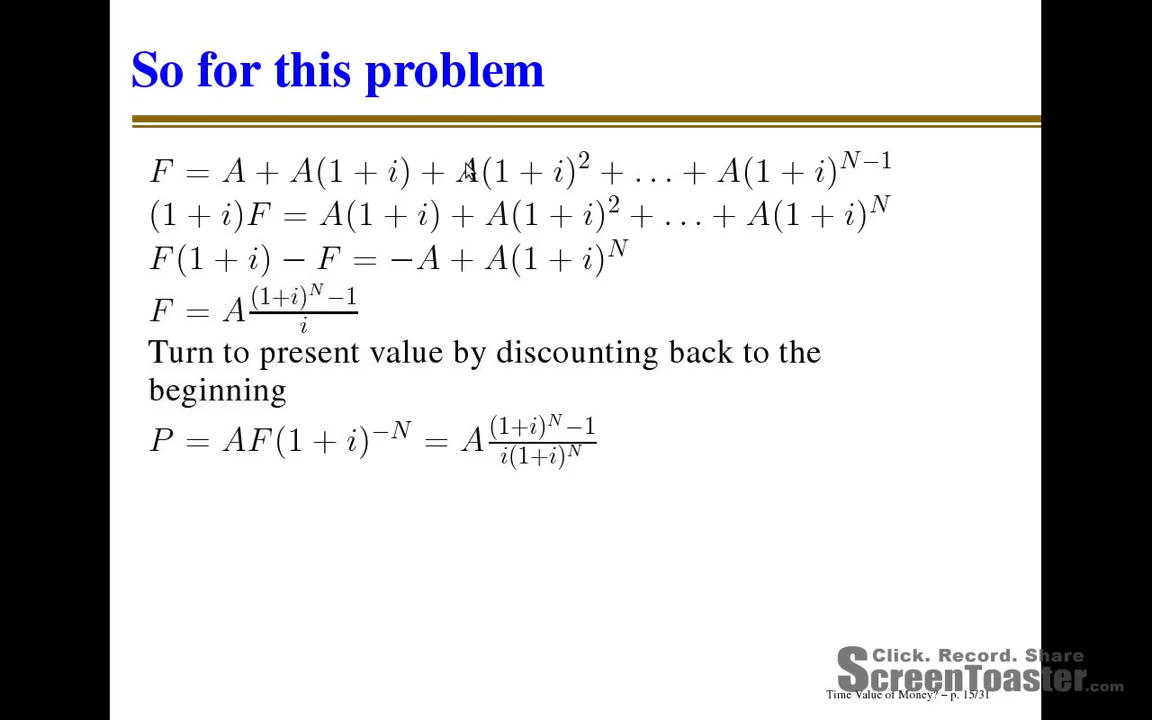 So for this problem
F = A + A(1 + i) + A(1 + i)^2 + ... + A(1 + i)^{N−1}
(1 + i)F = A(1 + i) + A(1 + i)^2 + ... + A(1 + i)^N
F(1 + i) − F = −A + A(1 + i)^N
F = A \frac{(1+i)^N −1}{i}
Turn to present value by discounting back to the
beginning
P = AF(1 + i)^{−N} = A \frac{(1+i)^N −1}{i(1+i)^N}
Click. Record. Share
ScreenToaster.com
Time Value of Money? – p. 15/31